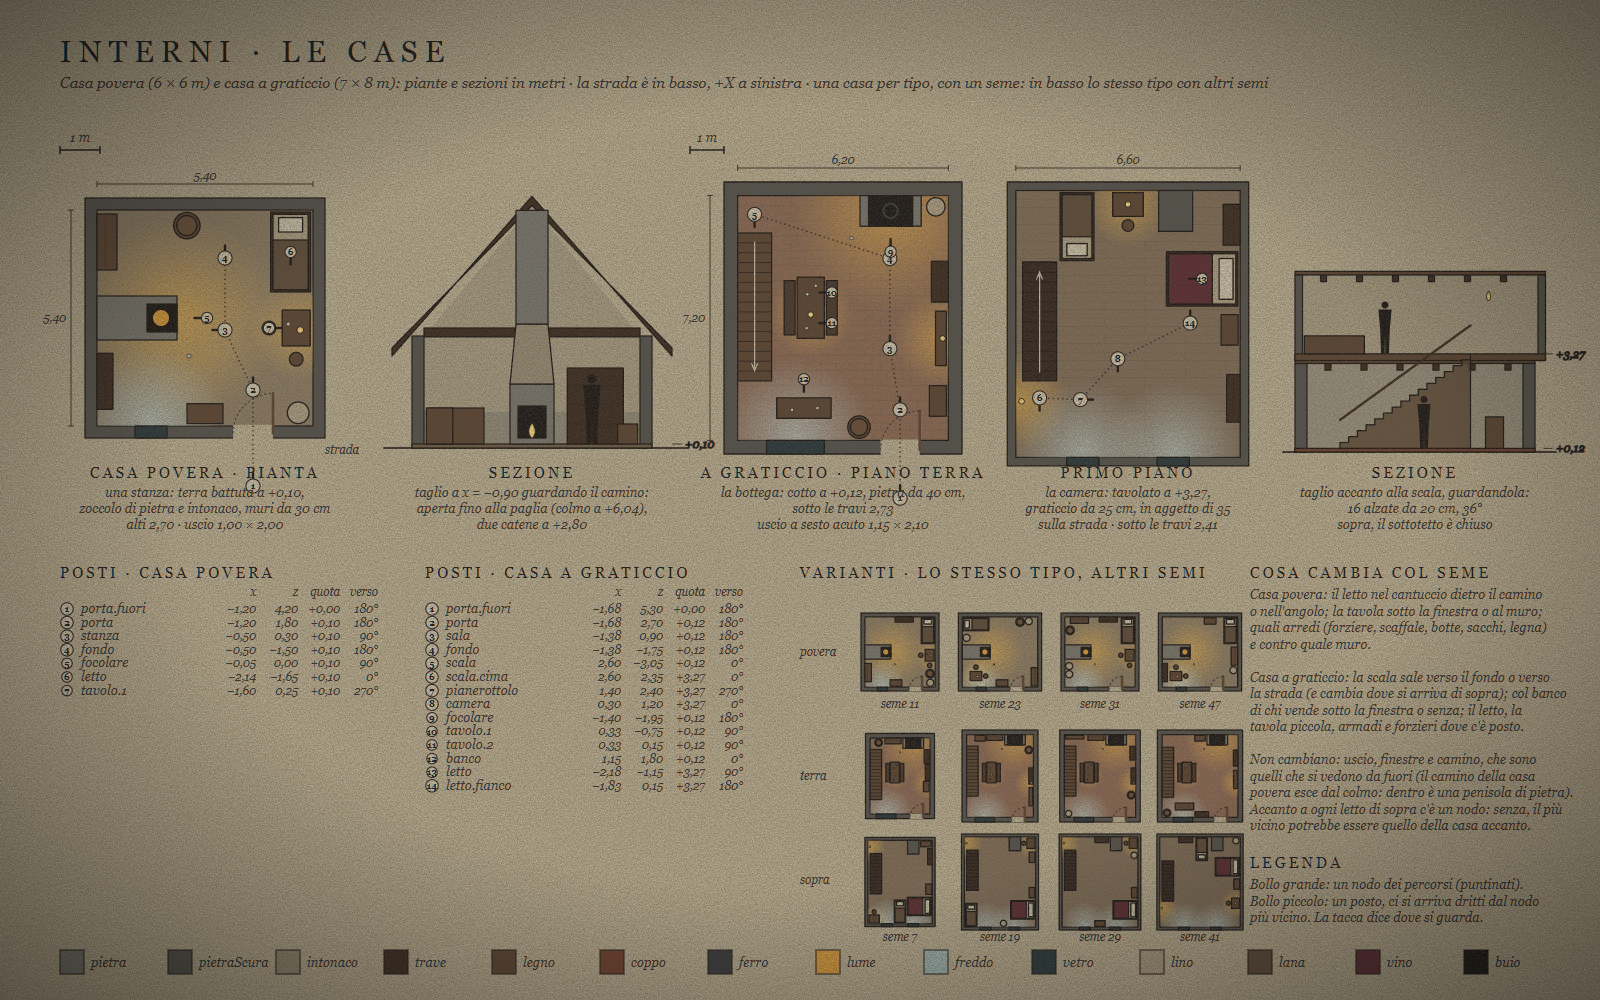 INTERNI · LE CASE
Casa povera (6 × 6 m) e casa a graticcio (7 × 8 m): piante e sezioni in metri · la strada è in basso, +X a sinistra · una casa per tipo, con un seme: in basso lo stesso tipo con altri semi
1 m
5,40
5,40
4
6
5
3
7
2
1
strada
CASA POVERA · PIANTA
una stanza: terra battuta a +0,10,
zoccolo di pietra e intonaco, muri da 30 cm
alti 2,70 · uscio 1,00 × 2,00
+0,10
SEZIONE
taglio a x = −0,90 guardando il camino:
aperta fino alla paglia (colmo a +6,04),
due catene a +2,80
1 m
6,20
7,20
5
9
4
10
11
3
12
2
1
A GRATICCIO · PIANO TERRA
la bottega: cotto a +0,12, pietra da 40 cm,
sotto le travi 2,73
uscio a sesto acuto 1,15 × 2,10
6,60
13
14
8
6
7
PRIMO PIANO
la camera: tavolato a +3,27,
graticcio da 25 cm, in aggetto di 35
sulla strada · sotto le travi 2,41
+3,27
+0,12
SEZIONE
taglio accanto alla scala, guardandola:
16 alzate da 20 cm, 36°
sopra, il sottotetto è chiuso
POSTI · CASA POVERA
x z quota verso
1 porta.fuori −1,20 4,20 +0,00 180°
2 porta −1,20 1,80 +0,10 180°
3 stanza −0,50 0,30 +0,10 90°
4 fondo −0,50 −1,50 +0,10 180°
5 focolare −0,05 0,00 +0,10 90°
6 letto −2,14 −1,65 +0,10 0°
7 tavolo.1 −1,60 0,25 +0,10 270°
POSTI · CASA A GRATICCIO
x z quota verso
1 porta.fuori −1,68 5,30 +0,00 180°
2 porta −1,68 2,70 +0,12 180°
3 sala −1,38 0,90 +0,12 180°
4 fondo −1,38 −1,75 +0,12 180°
5 scala 2,60 −3,05 +0,12 0°
6 scala.cima 2,60 2,35 +3,27 0°
7 pianerottolo 1,40 2,40 +3,27 270°
8 camera 0,30 1,20 +3,27 0°
9 focolare −1,40 −1,95 +0,12 180°
10 tavolo.1 0,33 −0,75 +0,12 90°
11 tavolo.2 0,33 0,15 +0,12 90°
12 banco 1,15 1,80 +0,12 0°
13 letto −2,18 −1,15 +3,27 90°
14 letto.fianco −1,83 0,15 +3,27 180°
VARIANTI · LO STESSO TIPO, ALTRI SEMI
povera
seme 11
seme 23
seme 31
seme 47
terra
sopra
seme 7
seme 19
seme 29
seme 41
COSA CAMBIA COL SEME
Casa povera: il letto nel cantuccio dietro il camino
o nell'angolo; la tavola sotto la finestra o al muro;
quali arredi (forziere, scaffale, botte, sacchi, legna)
e contro quale muro.
Casa a graticcio: la scala sale verso il fondo o verso
la strada (e cambia dove si arriva di sopra); col banco
di chi vende sotto la finestra o senza; il letto, la
tavola piccola, armadi e forzieri dove c'è posto.
Non cambiano: uscio, finestre e camino, che sono
quelli che si vedono da fuori (il camino della casa
povera esce dal colmo: dentro è una penisola di pietra).
Accanto a ogni letto di sopra c'è un nodo: senza, il più
vicino potrebbe essere quello della casa accanto.
LEGENDA
Bollo grande: un nodo dei percorsi (puntinati).
Bollo piccolo: un posto, ci si arriva dritti dal nodo
più vicino. La tacca dice dove si guarda.
pietra
pietraScura
intonaco
trave
legno
coppo
ferro
lume
freddo
vetro
lino
lana
vino
buio